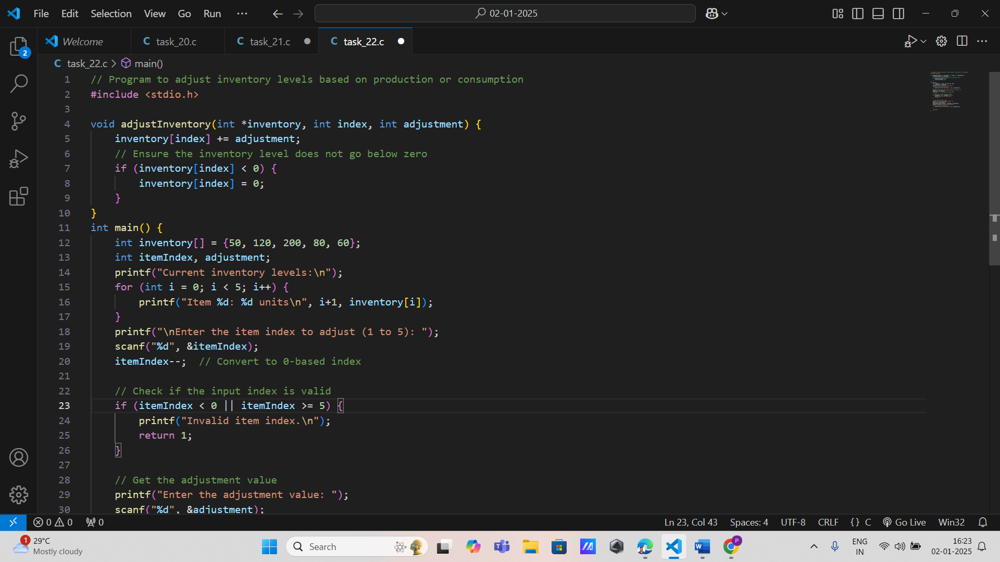 File Edit Selection View Go Run ··· 02-01-2025
Welcome task_20.c task_21.c task_22.c
task_22.c > main()
1 // Program to adjust inventory levels based on production or consumption
2 #include <stdio.h>
3
4 void adjustInventory(int *inventory, int index, int adjustment) {
5 inventory[index] += adjustment;
6 // Ensure the inventory level does not go below zero
7 if (inventory[index] < 0) {
8 inventory[index] = 0;
9 }
10 }
11 int main() {
12 int inventory[] = {50, 120, 200, 80, 60};
13 int itemIndex, adjustment;
14 printf("Current inventory levels:\n");
15 for (int i = 0; i < 5; i++) {
16 printf("Item %d: %d units\n", i+1, inventory[i]);
17 }
18 printf("\nEnter the item index to adjust (1 to 5): ");
19 scanf("%d", &itemIndex);
20 itemIndex--; // Convert to 0-based index
21
22 // Check if the input index is valid
23 if (itemIndex < 0 || itemIndex >= 5) {
24 printf("Invalid item index.\n");
25 return 1;
26 }
27
28 // Get the adjustment value
29 printf("Enter the adjustment value: ");
30 scanf("%d", &adjustment);
2
0 0 0 Ln 23, Col 43 Spaces: 4 UTF-8 CRLF {} C Go Live Win32
1 29°C
Mostly cloudy
Search
P
ENG
IN
16:23
02-01-2025